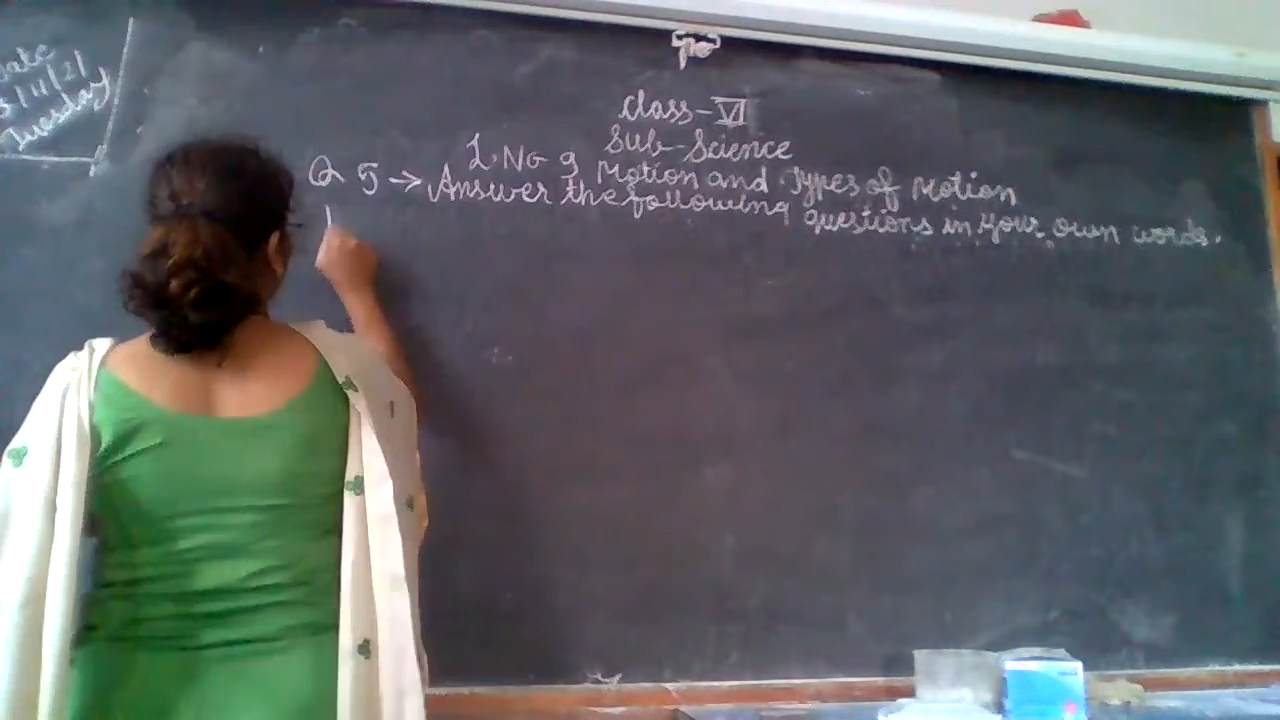 Date
/11/21
Tuesday
Class-VI
Sub-Science
L.No 9 Motion and Types of Motion
Q 5 → Answer the following questions in your own words.